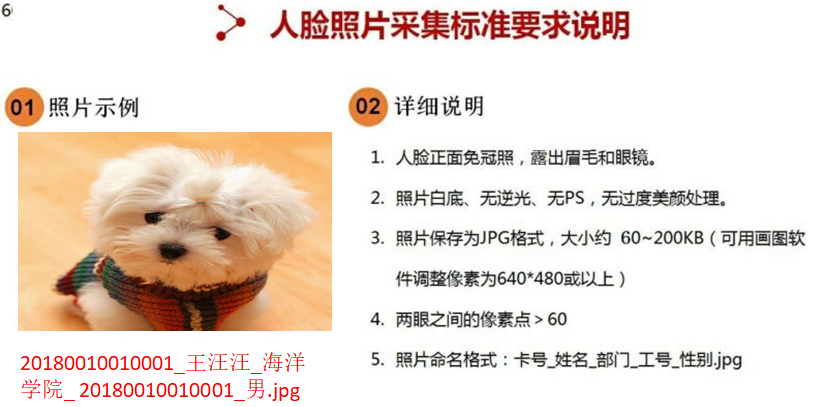 人脸照片采集标准要求说明
01 照片示例
20180010010001_王汪汪_海洋
学院_ 20180010010001_男.jpg
02 详细说明
1. 人脸正面免冠照，露出眉毛和眼镜。
2. 照片白底、无逆光、无PS，无过度美颜处理。
3. 照片保存为JPG格式，大小约 60~200KB（可用画图软
件调整像素为640*480或以上）
4. 两眼之间的像素点＞60
5. 照片命名格式：卡号_姓名_部门_工号_性别.jpg